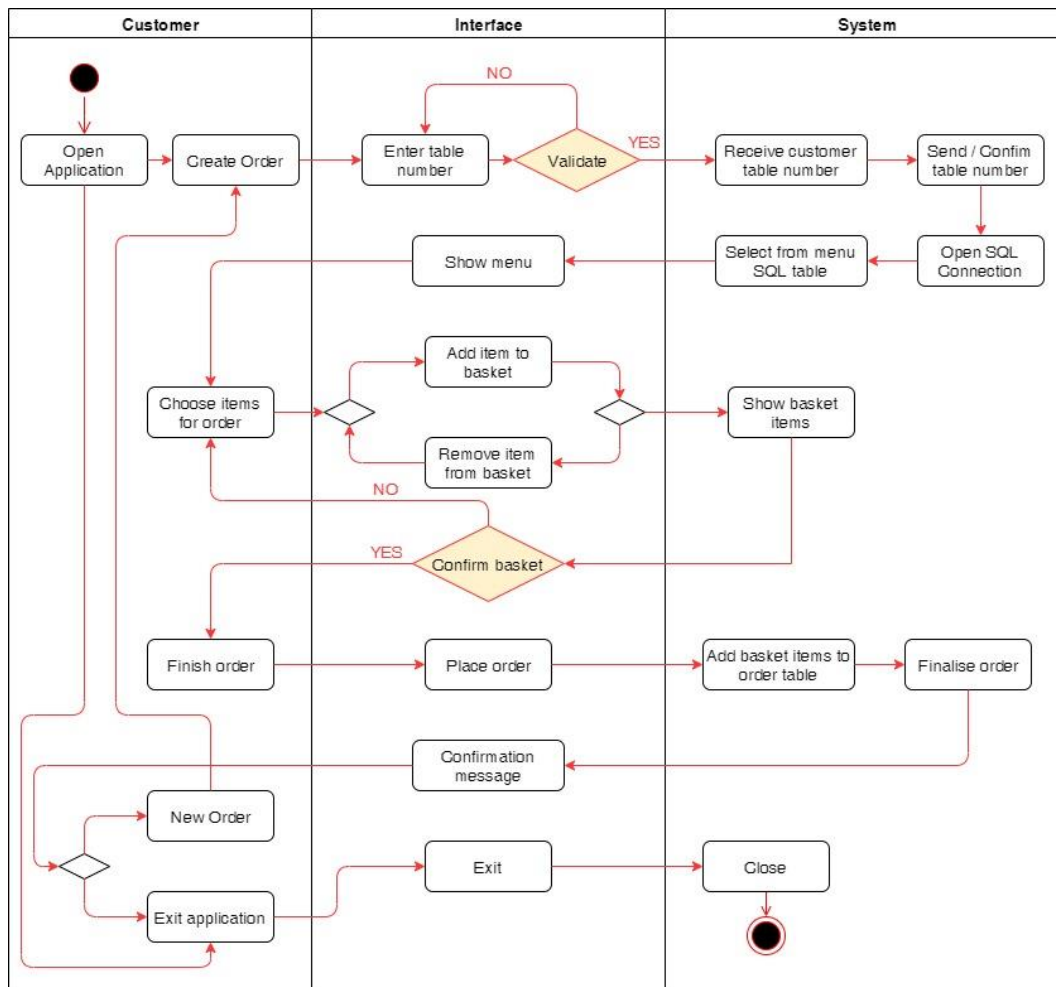 Customer
Interface
System
NO
Open
Application
Create Order
Enter table
number
Validate
YES
Receive customer
table number
Send / Confim
table number
Show menu
Select from menu
SQL table
Open SQL
Connection
Add item to
basket
Choose items
for order
Show basket
items
Remove item
from basket
NO
YES
Confirm basket
Finish order
Place order
Add basket items to
order table
Finalise order
Confirmation
message
New Order
Exit
Close
Exit application